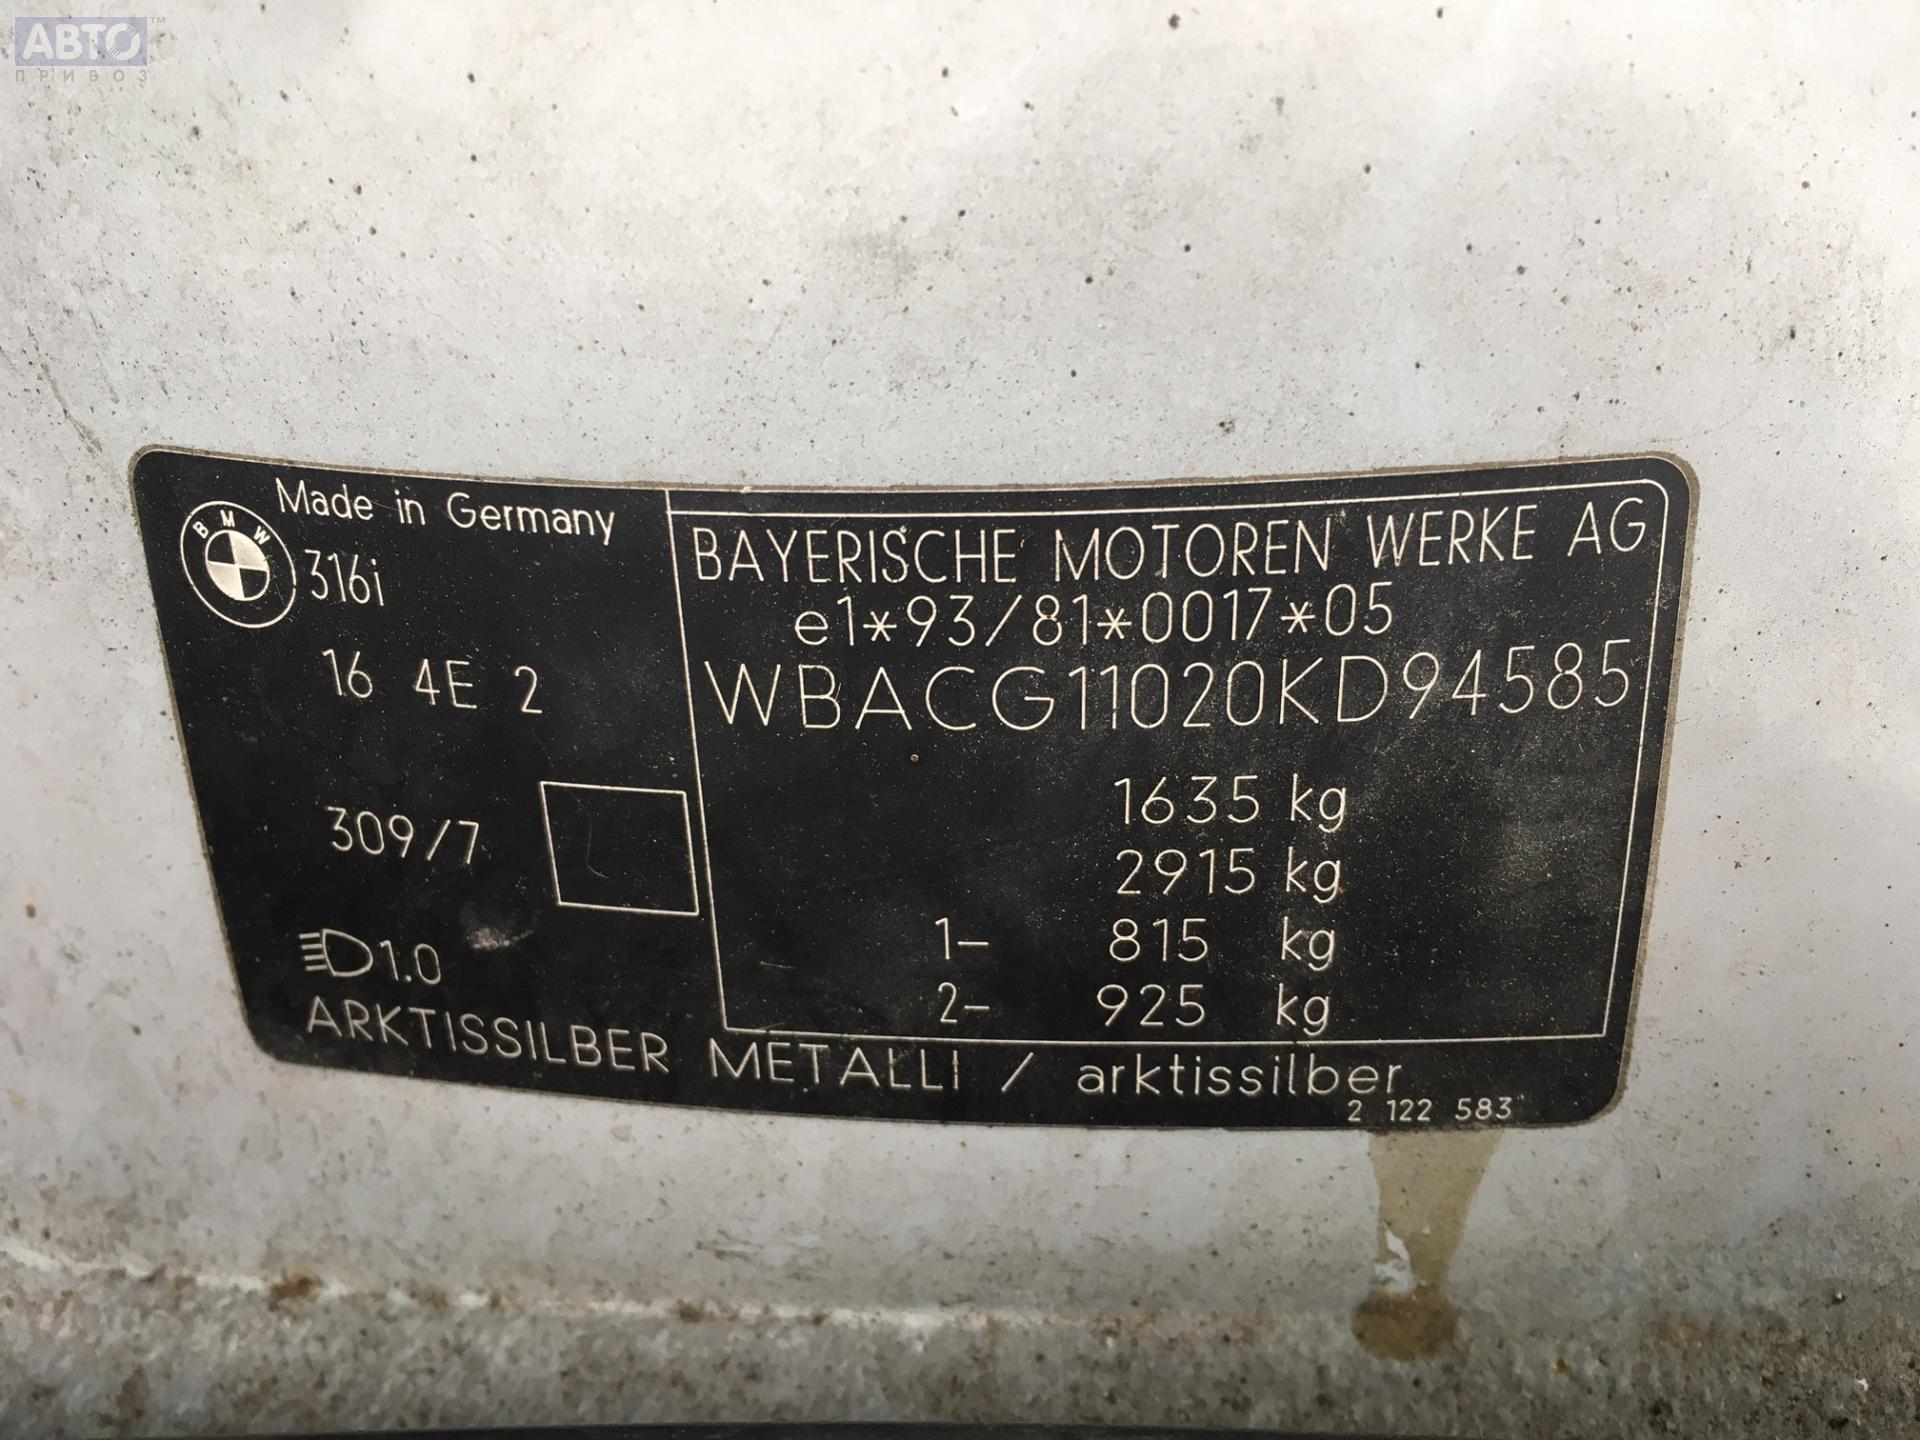 АВТО™
ПРИВОЗ
Made in Germany
BMW
316i
16 4E 2
309/7
1.0
BAYERISCHE MOTOREN WERKE AG
e1*93/81*0017*05
WBACG11020KD94585
1635 kg
2915 kg
1- 815 kg
2- 925 kg
ARKTISSILBER METALLI / arktissilber
2 122 583